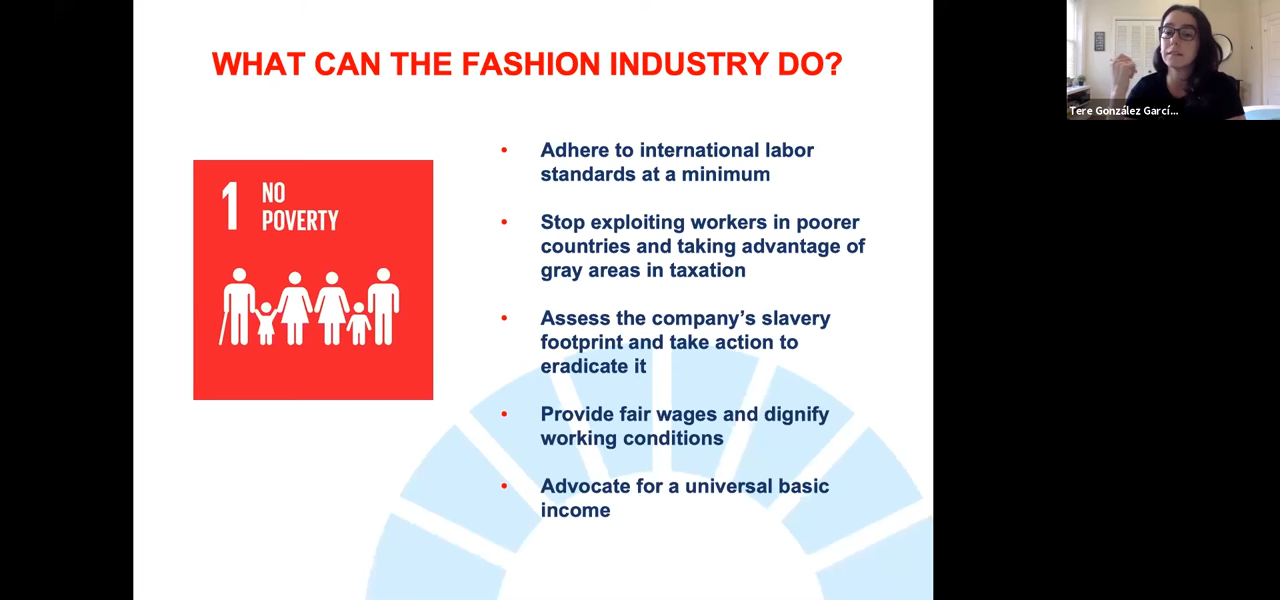 WHAT CAN THE FASHION INDUSTRY DO?
1 NO
POVERTY
• Adhere to international labor
standards at a minimum
• Stop exploiting workers in poorer
countries and taking advantage of
gray areas in taxation
• Assess the company's slavery
footprint and take action to
eradicate it
• Provide fair wages and dignify
working conditions
• Advocate for a universal basic
income
Tere González Garcí...